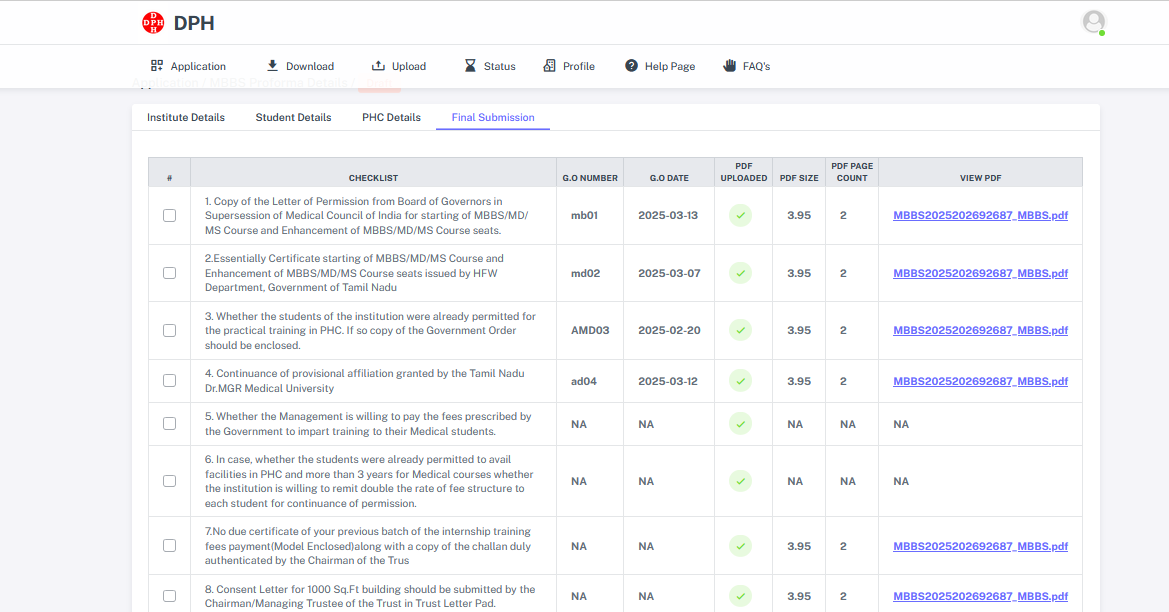 DPH
DPH
Application
Download
Upload
Status
Profile
Help Page
FAQ's
Application / MBBS Proforma Details /
Institute Details
Student Details
PHC Details
Final Submission
#
CHECKLIST
G.O NUMBER
G.O DATE
PDF
UPLOADED
PDF SIZE
PDF PAGE
COUNT
VIEW PDF
1. Copy of the Letter of Permission from Board of Governors in
Supersession of Medical Council of India for starting of MBBS/MD/
MS Course and Enhancement of MBBS/MD/MS Course seats.
mb01
2025-03-13
3.95
2
MBBS2025202692687_MBBS.pdf
2.Essentially Certificate starting of MBBS/MD/MS Course and
Enhancement of MBBS/MD/MS Course seats issued by HFW
Department, Government of Tamil Nadu
md02
2025-03-07
3.95
2
MBBS2025202692687_MBBS.pdf
3. Whether the students of the institution were already permitted for
the practical training in PHC. If so copy of the Government Order
should be enclosed.
AMD03
2025-02-20
3.95
2
MBBS2025202692687_MBBS.pdf
4. Continuance of provisional affiliation granted by the Tamil Nadu
Dr.MGR Medical University
ad04
2025-03-12
3.95
2
MBBS2025202692687_MBBS.pdf
5. Whether the Management is willing to pay the fees prescribed by
the Government to impart training to their Medical students.
NA
NA
NA
NA
NA
6. In case, whether the students were already permitted to avail
facilities in PHC and more than 3 years for Medical courses whether
the institution is willing to remit double the rate of fee structure to
each student for continuance of permission.
NA
NA
NA
NA
NA
7.No due certificate of your previous batch of the internship training
fees payment(Model Enclosed)along with a copy of the challan duly
authenticated by the Chairman of the Trus
NA
NA
3.95
2
MBBS2025202692687_MBBS.pdf
8. Consent Letter for 1000 Sq.Ft building should be submitted by the
Chairman/Managing Trustee of the Trust in Trust Letter Pad.
NA
NA
3.95
2
MBBS2025202692687_MBBS.pdf